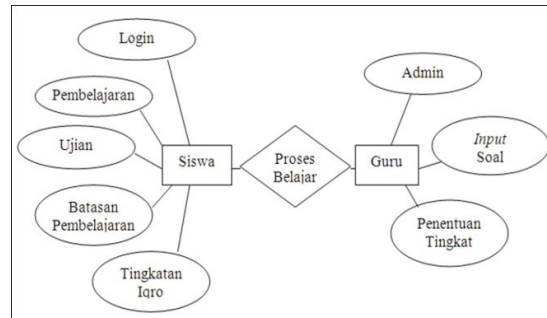 Login
Pembelajaran
Ujian
Batasan
Pembelajaran
Tingkatan
Iqro
Siswa
Proses
Belajar
Guru
Admin
Input
Soal
Penentuan
Tingkat